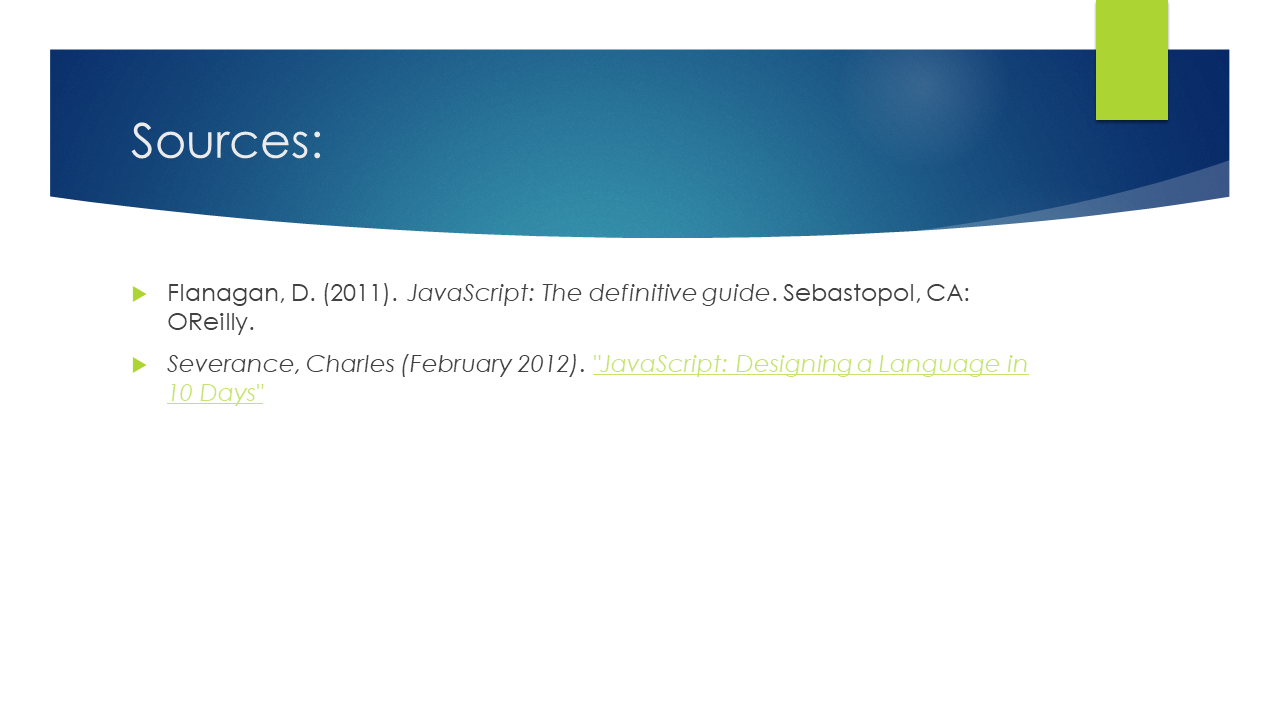 Sources:
Flanagan, D. (2011). JavaScript: The definitive guide. Sebastopol, CA:
OReilly.
Severance, Charles (February 2012). "JavaScript: Designing a Language in
10 Days"